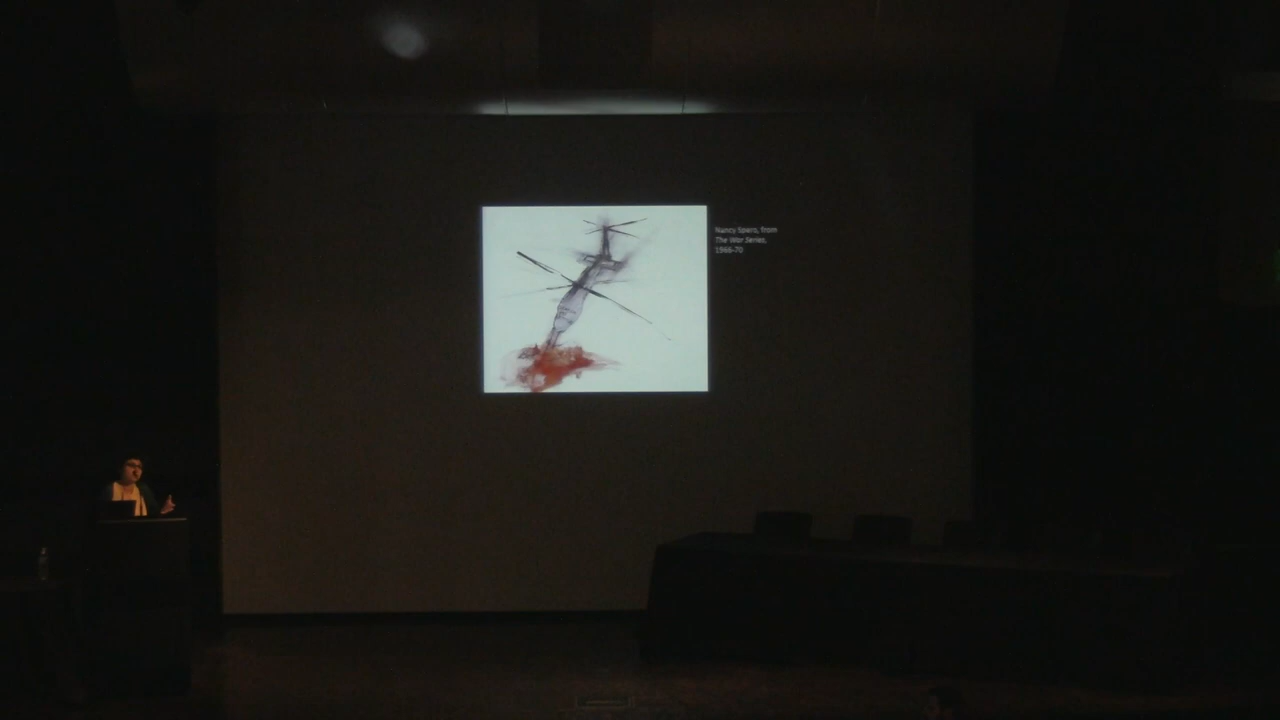 Nancy Spero, from
The War Series,
1966-70